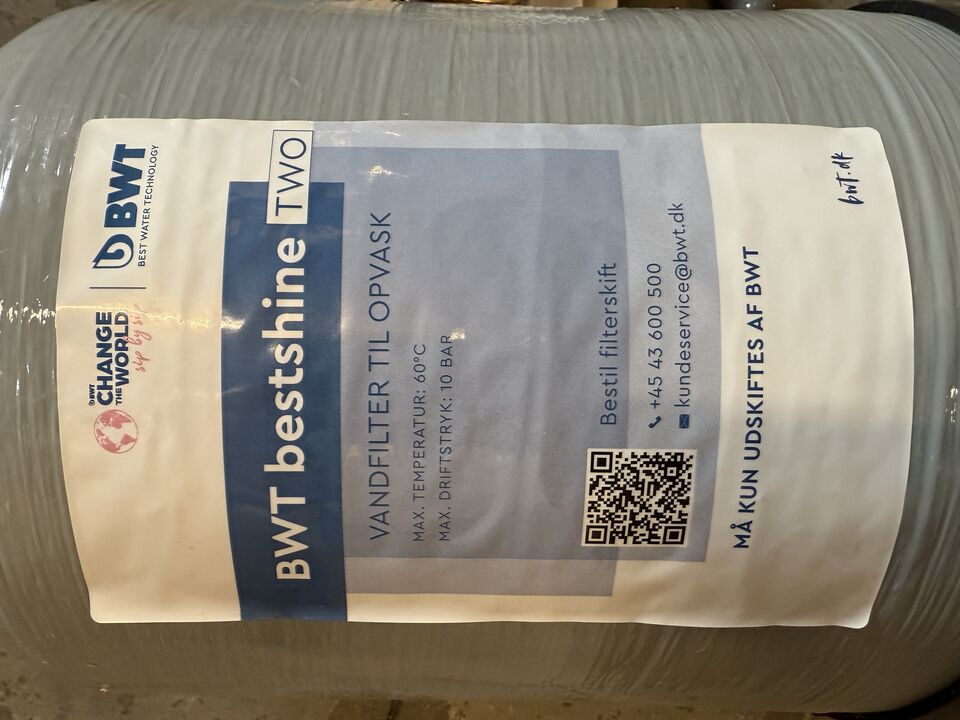 BWT
CHANGE
THE WORLD
sip by sip
BWT
BEST WATER TECHNOLOGY
BWT bestshine TWO
VANDFILTER TIL OPVASK
MAX. TEMPERATUR: 60°C
MAX. DRIFTSTRYK: 10 BAR
Bestil filterskift
+45 43 600 500
kundeservice@bwt.dk
MÅ KUN UDSKIFTES AF BWT
bwt.dk